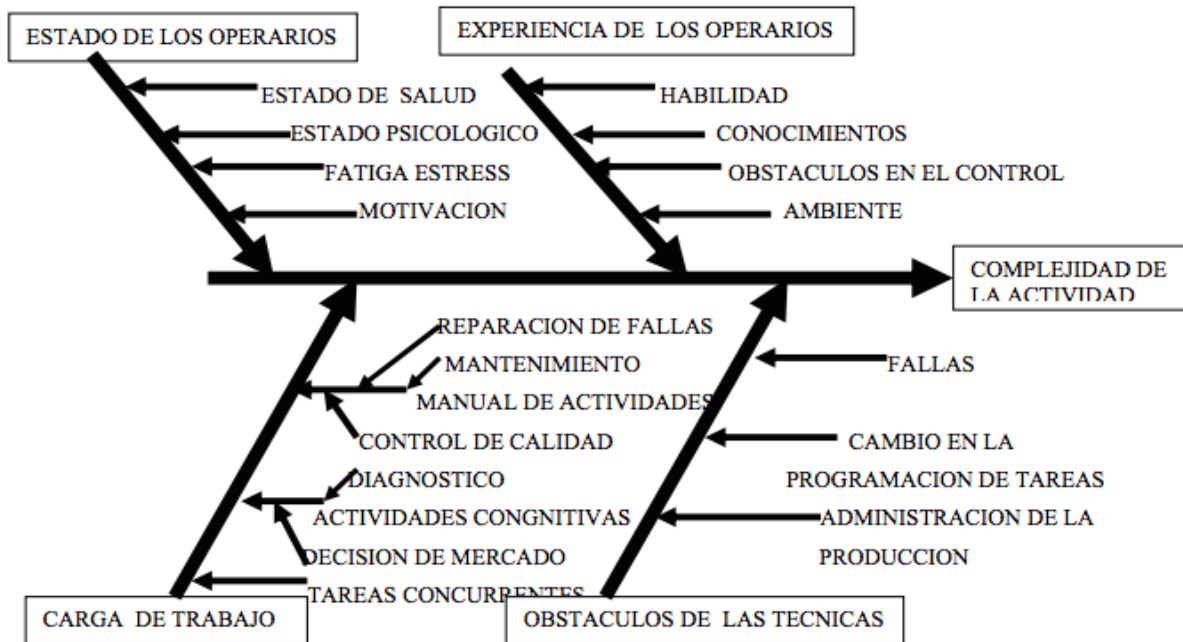 ESTADO DE LOS OPERARIOS
EXPERIENCIA DE LOS OPERARIOS
ESTADO DE SALUD
ESTADO PSICOLOGICO
FATIGA ESTRESS
MOTIVACION
HABILIDAD
CONOCIMIENTOS
OBSTACULOS EN EL CONTROL
AMBIENTE
COMPLEJIDAD DE
LA ACTIVIDAD
REPARACION DE FALLAS
MANTENIMIENTO
MANUAL DE ACTIVIDADES
CONTROL DE CALIDAD
DIAGNOSTICO
ACTIVIDADES CONGNITIVAS
DECISION DE MERCADO
TAREAS CONCURRENTES
FALLAS
CAMBIO EN LA
PROGRAMACION DE TAREAS
ADMINISTRACION DE LA
PRODUCCION
CARGA DE TRABAJO
OBSTACULOS DE LAS TECNICAS